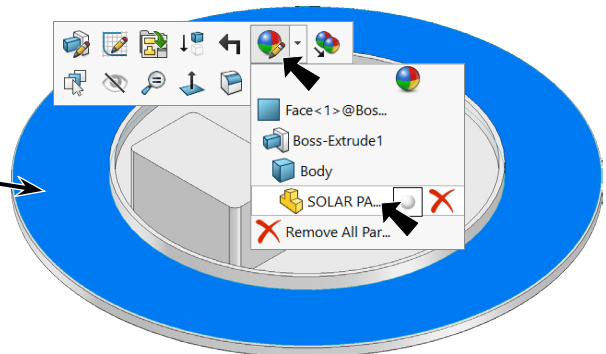 Face<1>@Bos...
Boss-Extrude1
Body
SOLAR PA...
Remove All Par...